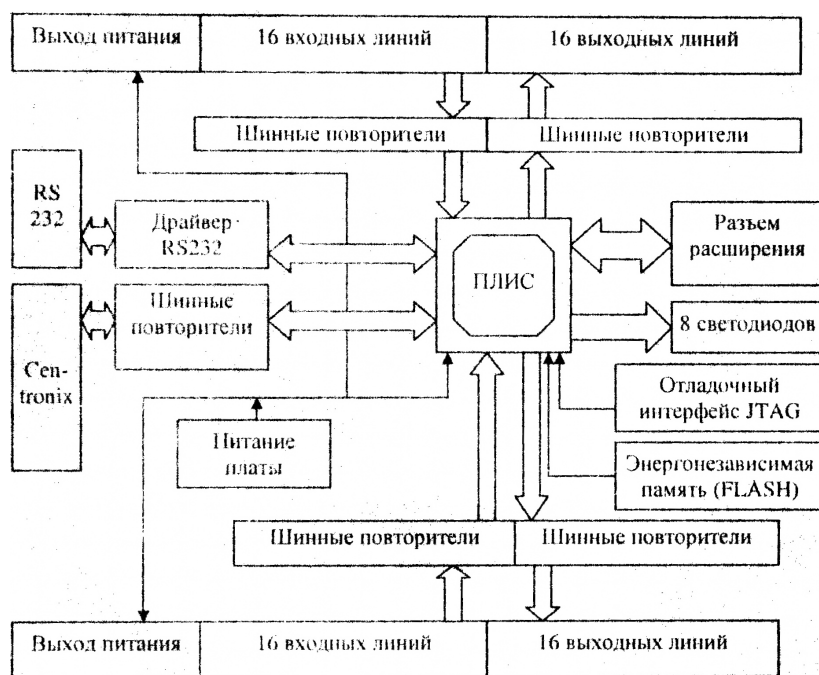 Выход питания
16 входных линий
16 выходных линий
Шинные повторители
Шинные повторители
RS
232
Драйвер
RS232
ПЛИС
Разъем
расширения
Cen-
tronix
Шинные
повторители
8 светодиодов
Отладочный
интерфейс JTAG
Питание
платы
Энергонезависимая
память (FLASH)
Шинные повторители
Шинные повторители
Выход питания
16 входных линий
16 выходных линий